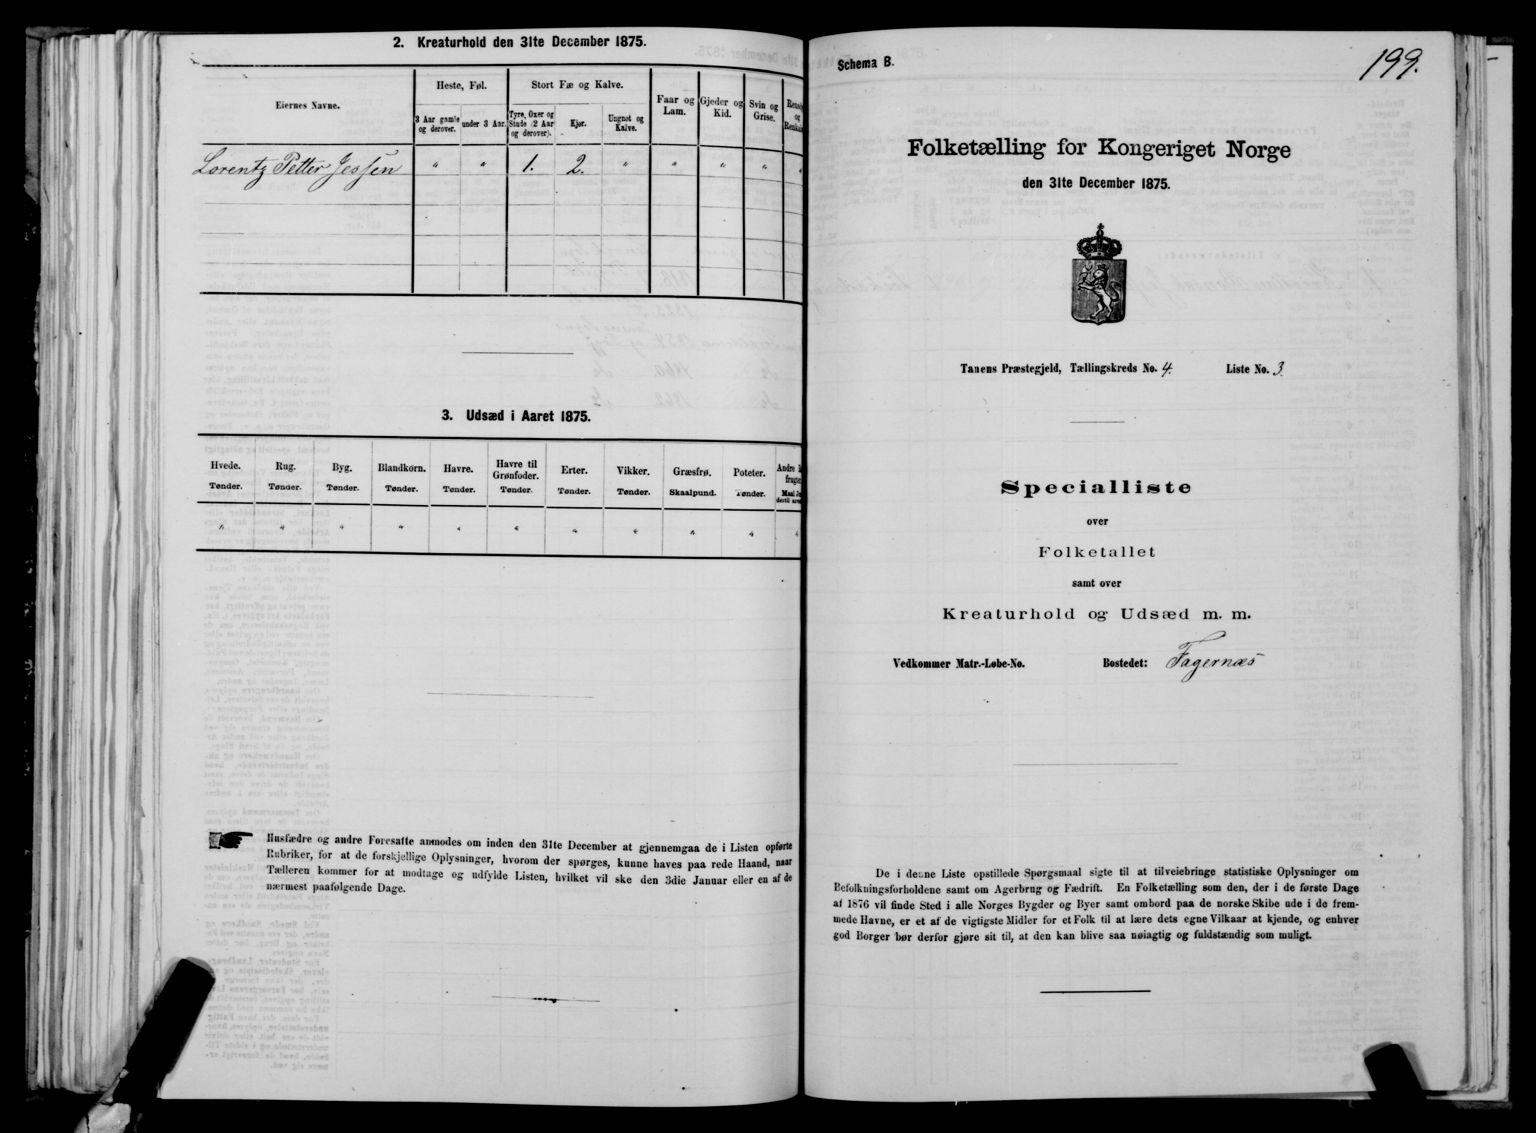 2. Kreaturhold den 31te December 1875.
Eiernes Navne.
Heste, Føl.
Stort Fæ og Kalve.
Faar og Lam.
Gjeder og Kid.
Svin og Grise.
3 Aar gamle og derover.
under 3 Aar.
Tyre, Oxer og Stude (2 Aar og derover).
Kjør.
Ungnøt og Kalve.
Lorentz Petter Jessen " " 1. 2. " " " " "
3. Udsæd i Aaret 1875.
Hvede. Rug. Byg. Blandkorn. Havre. Havre til Grønfoder. Erter. Vikker. Græsfrø. Poteter.
Tønder. Tønder. Tønder. Tønder. Tønder. Tønder. Tønder. Tønder. Skaalpund. Tønder.
" " " " " " " " " " "
Husfædre og andre Foresatte anmodes om inden den 31te December at gjennemgaa de i Listen opførte
Rubriker, for at de forskjellige Oplysninger, hvorom der spørges, kunne haves paa rede Haand, naar
Tælleren kommer for at modtage og udfylde Listen, hvilket vil ske den 3die Januar eller en af de
nærmest paafølgende Dage.
Schema B.
199.
Folketælling for Kongeriget Norge
den 31te December 1875.
Tanens Præstegjeld, Tællingskreds No. 4. Liste No. 3
Specialliste
over
Folketallet
samt over
Kreaturhold og Udsæd m. m.
Vedkommer Matr.-Løbe-No. Bostedet: Fagernæs
De i denne Liste opstillede Spørgsmaal sigte til at tilveiebringe statistiske Oplysninger om
Befolkningsforholdene samt om Agerbrug og Fædrift. En Folketælling som den, der i de første Dage
af 1876 vil finde Sted i alle Norges Bygder og Byer samt ombord paa de norske Skibe ude i de frem-
mede Havne, er et af de vigtigste Midler for et Folk til at lære dets egne Vilkaar at kjende, og enhver
god Borger bør derfor gjøre sit til, at den kan blive saa nøiagtig og fuldstændig som muligt.